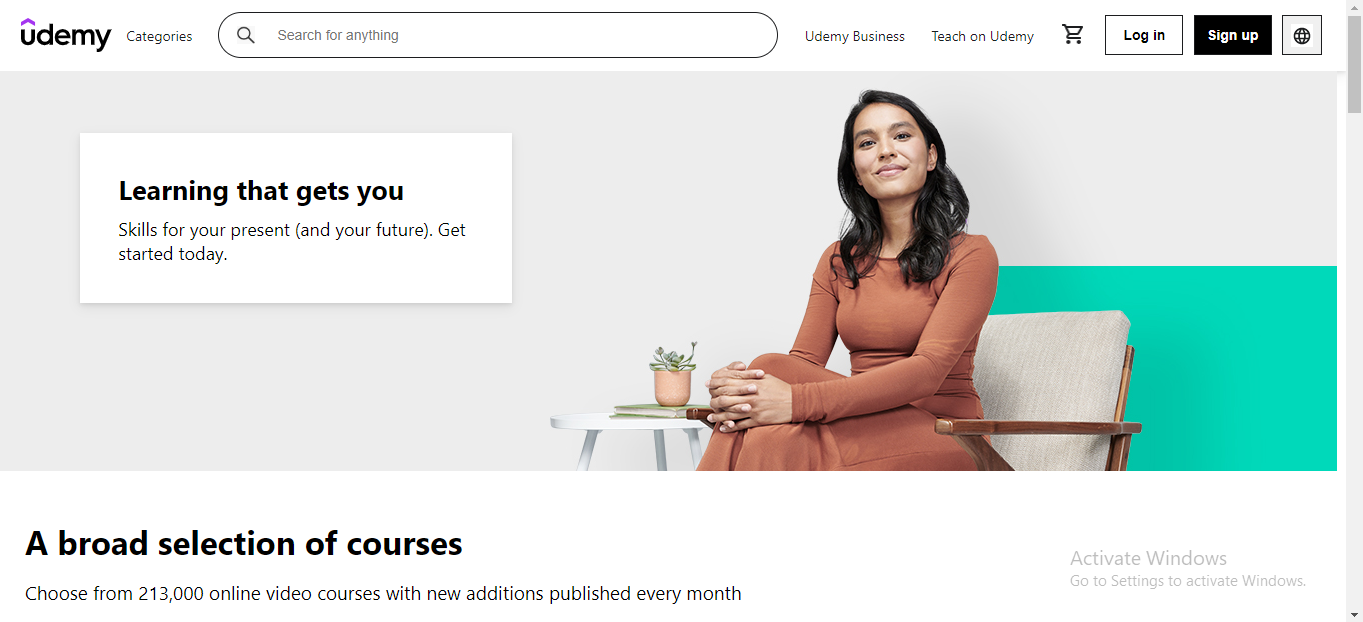 udemy
Categories
Search for anything
Udemy Business
Teach on Udemy
Log in
Sign up
Learning that gets you
Skills for your present (and your future). Get
started today.
A broad selection of courses
Choose from 213,000 online video courses with new additions published every month
Activate Windows
Go to Settings to activate Windows.